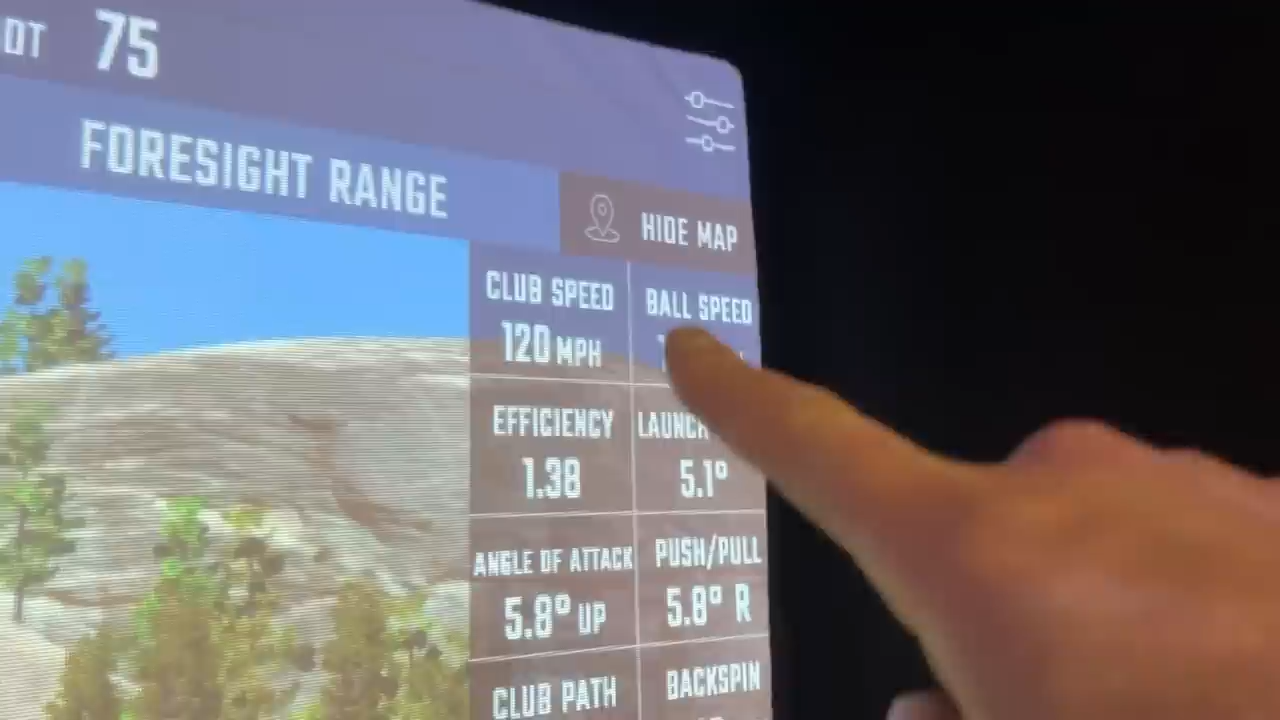 75
FORESIGHT RANGE
HIDE MAP
CLUB SPEED
120 MPH
BALL SPEED
EFFICIENCY
1.38
LAUNCH
5.1°
ANGLE OF ATTACK
5.8° UP
PUSH/PULL
5.8° R
CLUB PATH
BACKSPIN